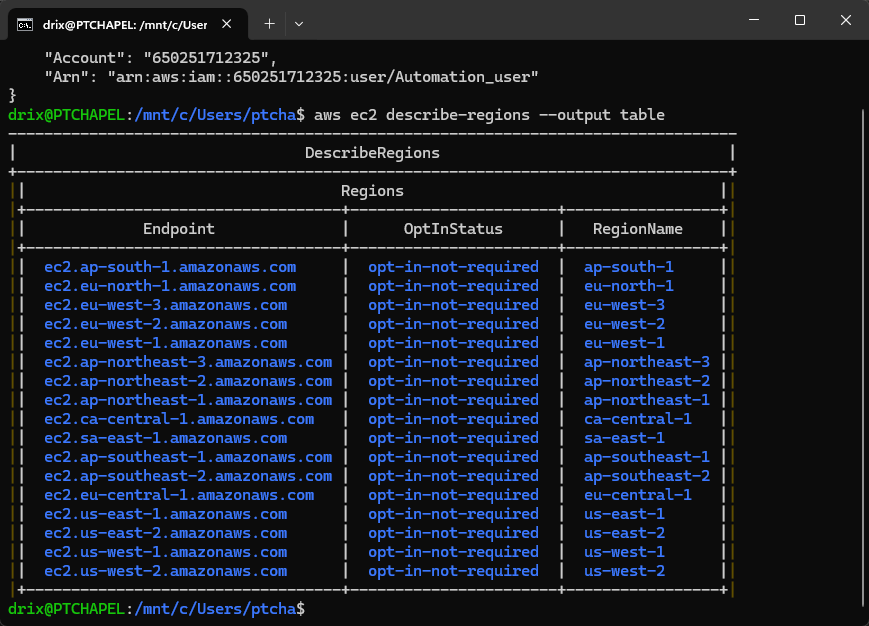 drix@PTCHAPEL: /mnt/c/User
"Account": "650251712325",
"Arn": "arn:aws:iam::650251712325:user/Automation_user"
}
drix@PTCHAPEL:/mnt/c/Users/ptcha$ aws ec2 describe-regions --output table
DescribeRegions
Regions
Endpoint | OptInStatus | RegionName
ec2.ap-south-1.amazonaws.com | opt-in-not-required | ap-south-1
ec2.eu-north-1.amazonaws.com | opt-in-not-required | eu-north-1
ec2.eu-west-3.amazonaws.com | opt-in-not-required | eu-west-3
ec2.eu-west-2.amazonaws.com | opt-in-not-required | eu-west-2
ec2.eu-west-1.amazonaws.com | opt-in-not-required | eu-west-1
ec2.ap-northeast-3.amazonaws.com | opt-in-not-required | ap-northeast-3
ec2.ap-northeast-2.amazonaws.com | opt-in-not-required | ap-northeast-2
ec2.ap-northeast-1.amazonaws.com | opt-in-not-required | ap-northeast-1
ec2.ca-central-1.amazonaws.com | opt-in-not-required | ca-central-1
ec2.sa-east-1.amazonaws.com | opt-in-not-required | sa-east-1
ec2.ap-southeast-1.amazonaws.com | opt-in-not-required | ap-southeast-1
ec2.ap-southeast-2.amazonaws.com | opt-in-not-required | ap-southeast-2
ec2.eu-central-1.amazonaws.com | opt-in-not-required | eu-central-1
ec2.us-east-1.amazonaws.com | opt-in-not-required | us-east-1
ec2.us-east-2.amazonaws.com | opt-in-not-required | us-east-2
ec2.us-west-1.amazonaws.com | opt-in-not-required | us-west-1
ec2.us-west-2.amazonaws.com | opt-in-not-required | us-west-2
drix@PTCHAPEL:/mnt/c/Users/ptcha$